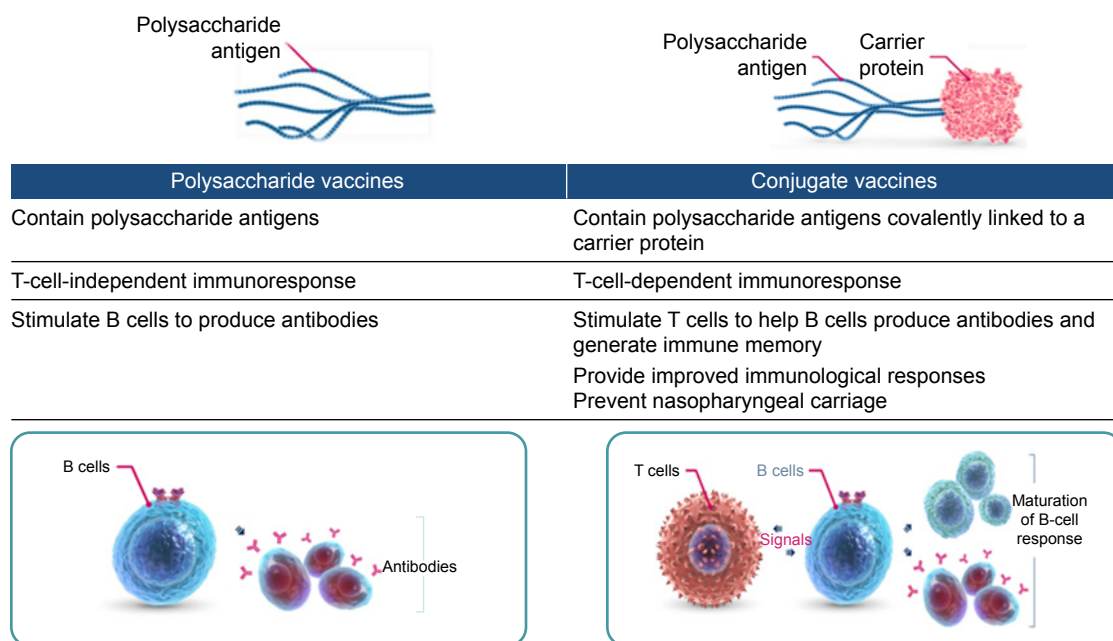 Polysaccharide
antigen
Polysaccharide
antigen
Carrier
protein
Polysaccharide vaccines
Conjugate vaccines
Contain polysaccharide antigens
Contain polysaccharide antigens covalently linked to a
carrier protein
T-cell-independent immunoresponse
T-cell-dependent immunoresponse
Stimulate B cells to produce antibodies
Stimulate T cells to help B cells produce antibodies and
generate immune memory
Provide improved immunological responses
Prevent nasopharyngeal carriage
B cells
Antibodies
T cells
B cells
Signals
Maturation
of B-cell
response